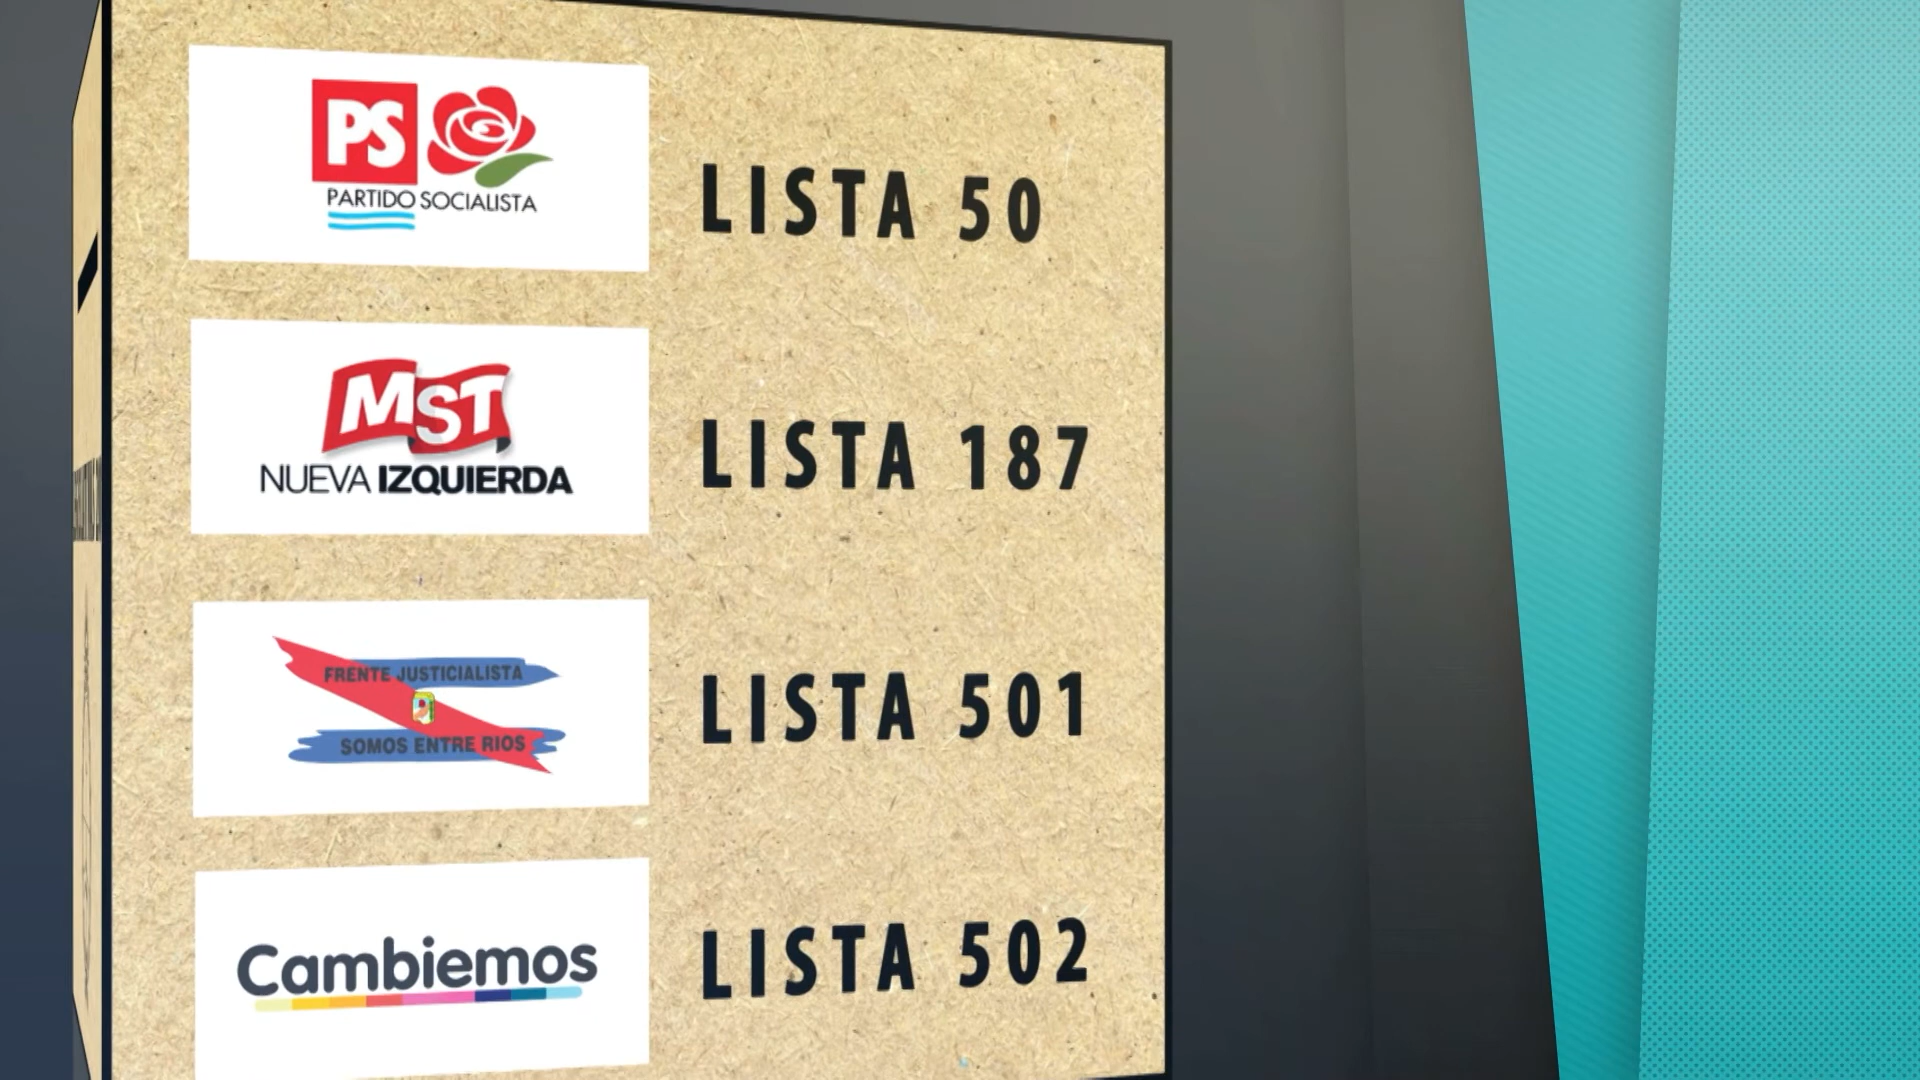 PS
PARTIDO SOCIALISTA
LISTA 50
MST
NUEVA IZQUIERDA
LISTA 187
FRENTE JUSTICIALISTA
SOMOS ENTRE RIOS
LISTA 501
Cambiemos
LISTA 502